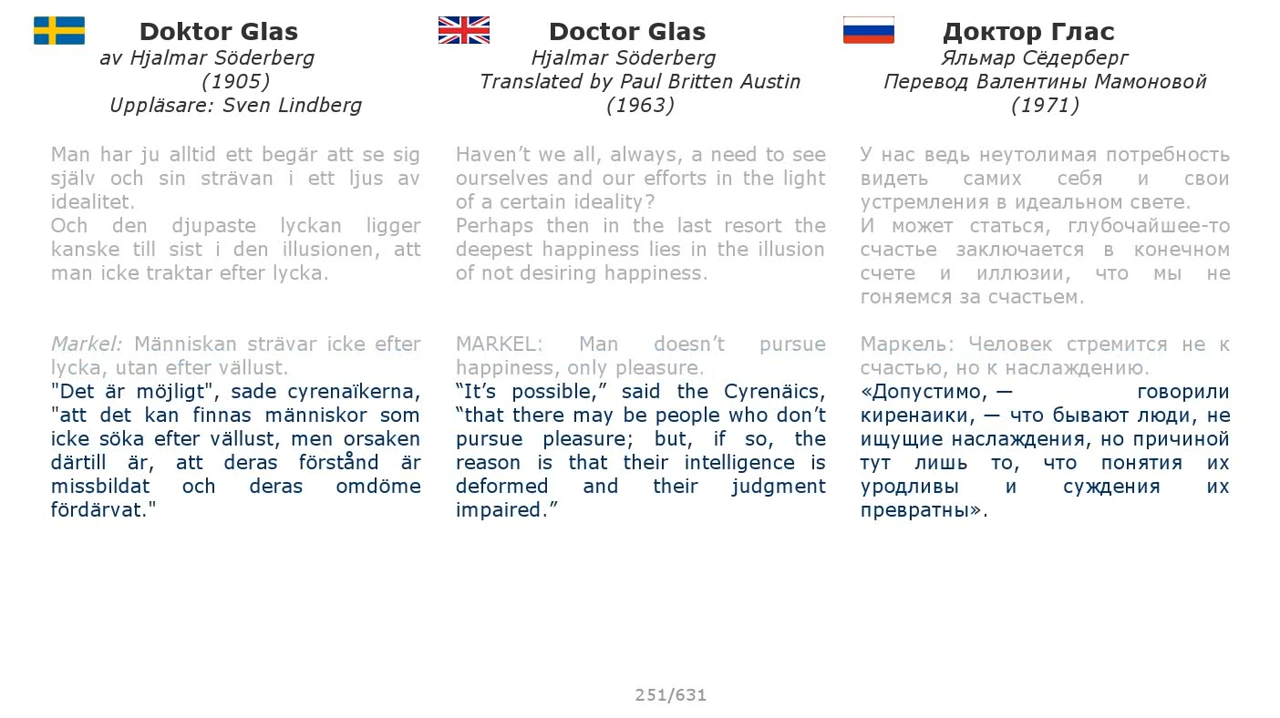 Doktor Glas
av Hjalmar Söderberg
(1905)
Uppläsare: Sven Lindberg
Man har ju alltid ett begär att se sig
själv och sin strävan i ett ljus av
idealitet.
Och den djupaste lyckan ligger
kanske till sist i den illusionen, att
man icke traktar efter lycka.
Markel: Människan strävar icke efter
lycka, utan efter vällust.
"Det är möjligt", sade cyrenaïkerna,
"att det kan finnas människor som
icke söka efter vällust, men orsaken
därtill är, att deras förstånd är
missbildat och deras omdöme
fördärvat."
Doctor Glas
Hjalmar Söderberg
Translated by Paul Britten Austin
(1963)
Haven’t we all, always, a need to see
ourselves and our efforts in the light
of a certain ideality?
Perhaps then in the last resort the
deepest happiness lies in the illusion
of not desiring happiness.
MARKEL: Man doesn’t pursue
happiness, only pleasure.
“It’s possible,” said the Cyrenäics,
“that there may be people who don’t
pursue pleasure; but, if so, the
reason is that their intelligence is
deformed and their judgment
impaired.”
Доктор Глас
Яльмар Сёдерберг
Перевод Валентины Мамоновой
(1971)
У нас ведь неутолимая потребность
видеть самих себя и свои
устремления в идеальном свете.
И может статься, глубочайшее-то
счастье заключается в конечном
счете и иллюзии, что мы не
гоняемся за счастьем.
Маркель: Человек стремится не к
счастью, но к наслаждению.
«Допустимо, — говорили
киренаики, — что бывают люди, не
ищущие наслаждения, но причиной
тут лишь то, что понятия их
уродливы и суждения их
превратны».
251/631